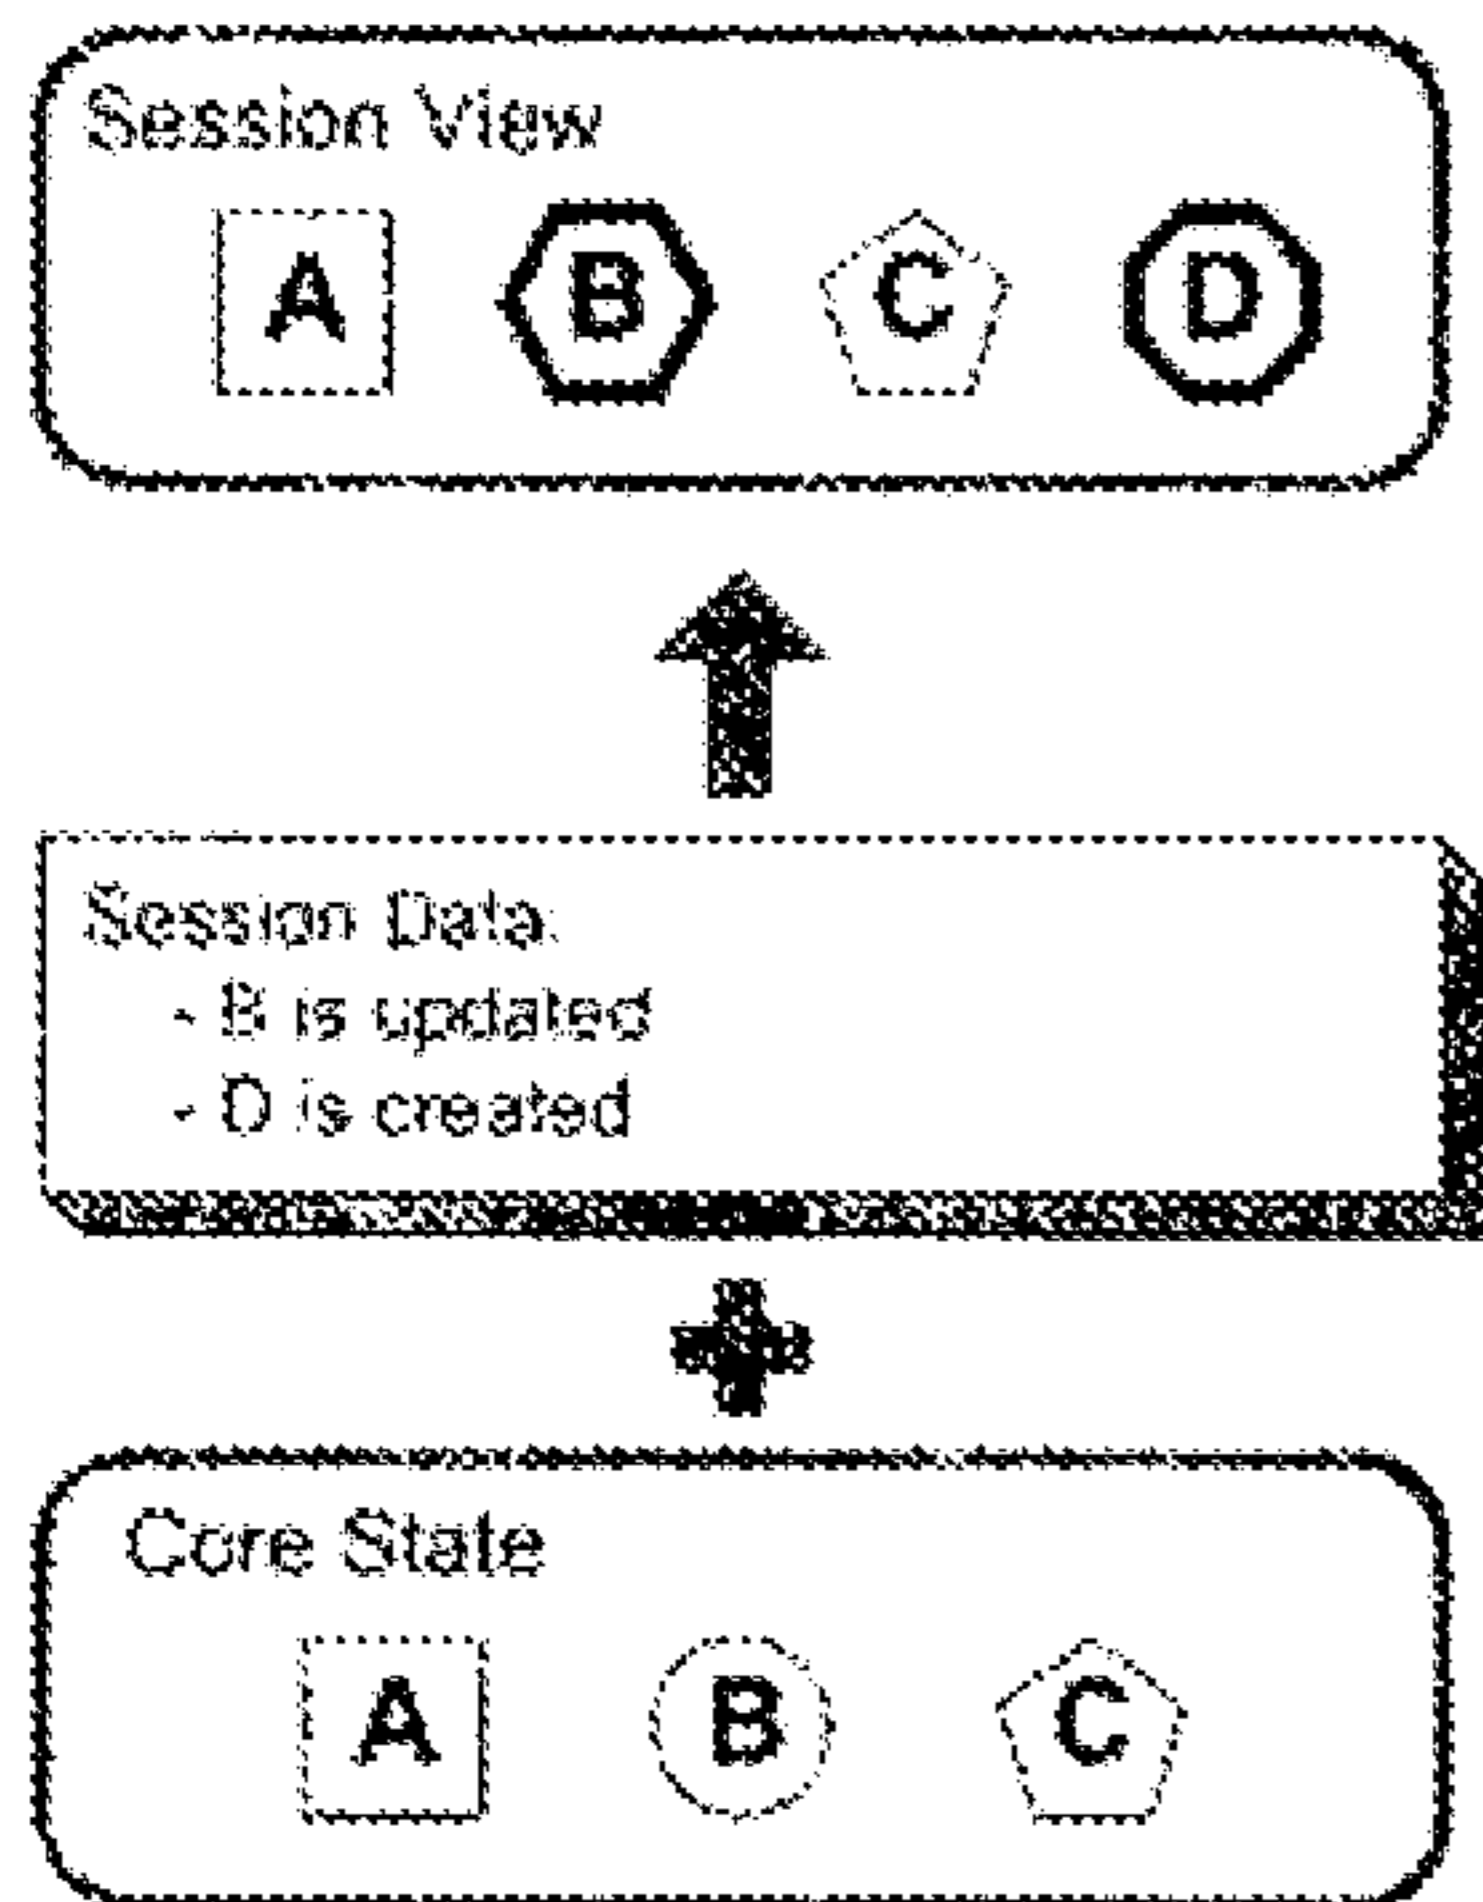 Session View
A B C D
Session Data:
- B is updated
- D is created
Core State
A B C